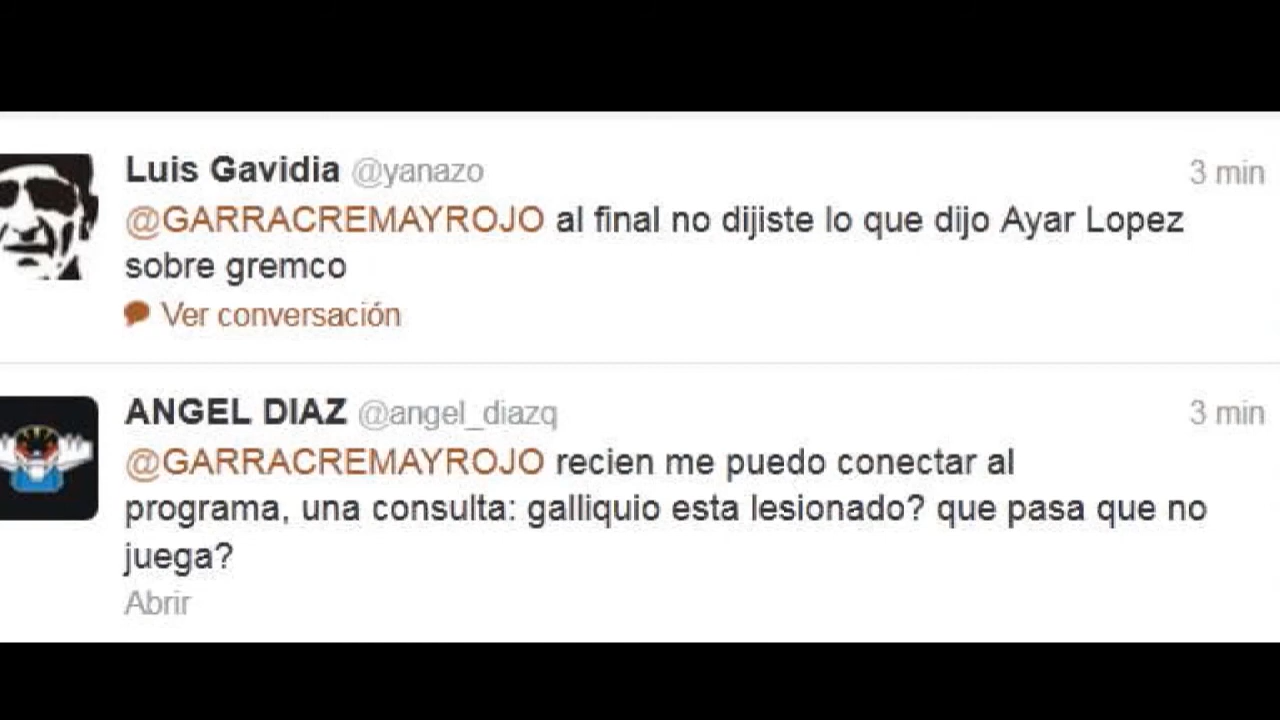 Luis Gavidia @yanazo 3 min
@GARRACREMAYROJO al final no dijiste lo que dijo Ayar Lopez
sobre gremco
Ver conversación
ANGEL DIAZ @angel_diazq 3 min
@GARRACREMAYROJO recien me puedo conectar al
programa, una consulta: galliquio esta lesionado? que pasa que no
juega?
Abrir